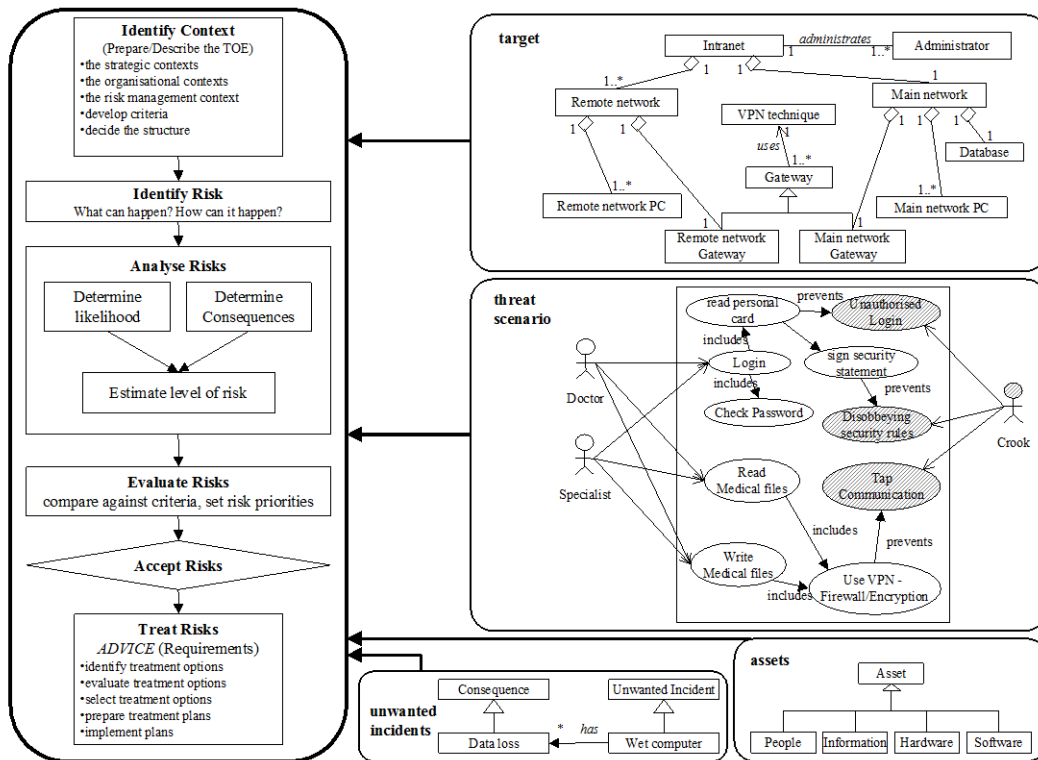 Identify Context
(Prepare/Describe the TOE)
•the strategic contexts
•the organisational contexts
•the risk management context
•develop criteria
•decide the structure
Identify Risk
What can happen? How can it happen?
Analyse Risks
Determine
likelihood
Determine
Consequences
Estimate level of risk
Evaluate Risks
compare against criteria, set risk priorities
Accept Risks
Treat Risks
ADVICE (Requirements)
•identify treatment options
•evaluate treatment options
•select treatment options
•prepare treatment plans
•implement plans
target
Intranet
1
administrates
1..*
Administrator
1
1
1..*
1
Remote network
Main network
1
1
VPN technique
1
uses
1..*
Gateway
1
1
1
1
Database
1..*
Remote network PC
1..*
Main network PC
1
Remote network
Gateway
1
Main network
Gateway
threat
scenario
read personal
card
prevents
Unauthorised
Login
includes
Login
sign security
statement
includes
Check Password
prevents
Disobbeying
security rules
Doctor
Specialist
Crook
Read
Medical files
Tap
Communication
includes
prevents
Write
Medical files
includes
Use VPN -
Firewall/Encryption
unwanted
incidents
Consequence
Unwanted Incident
Data loss
*
has
Wet computer
assets
Asset
People
Information
Hardware
Software